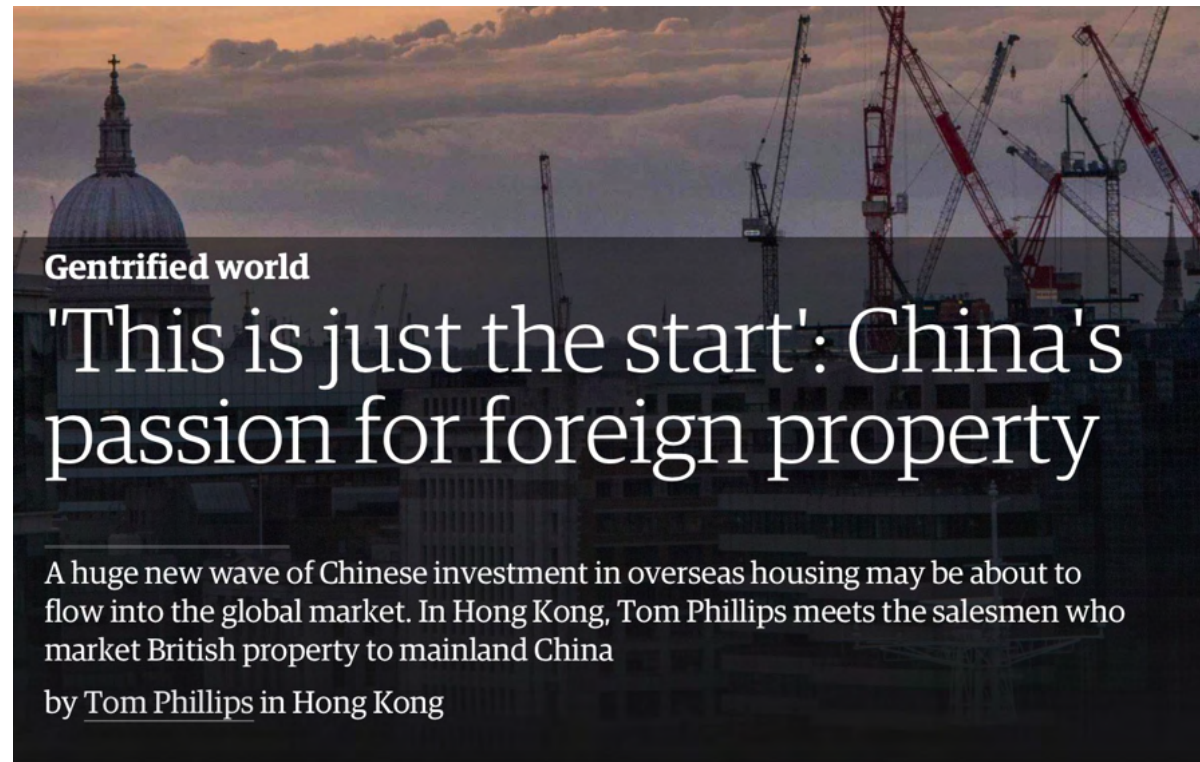 Gentrified world
'This is just the start': China's
passion for foreign property
A huge new wave of Chinese investment in overseas housing may be about to
flow into the global market. In Hong Kong, Tom Phillips meets the salesmen who
market British property to mainland China
by Tom Phillips in Hong Kong